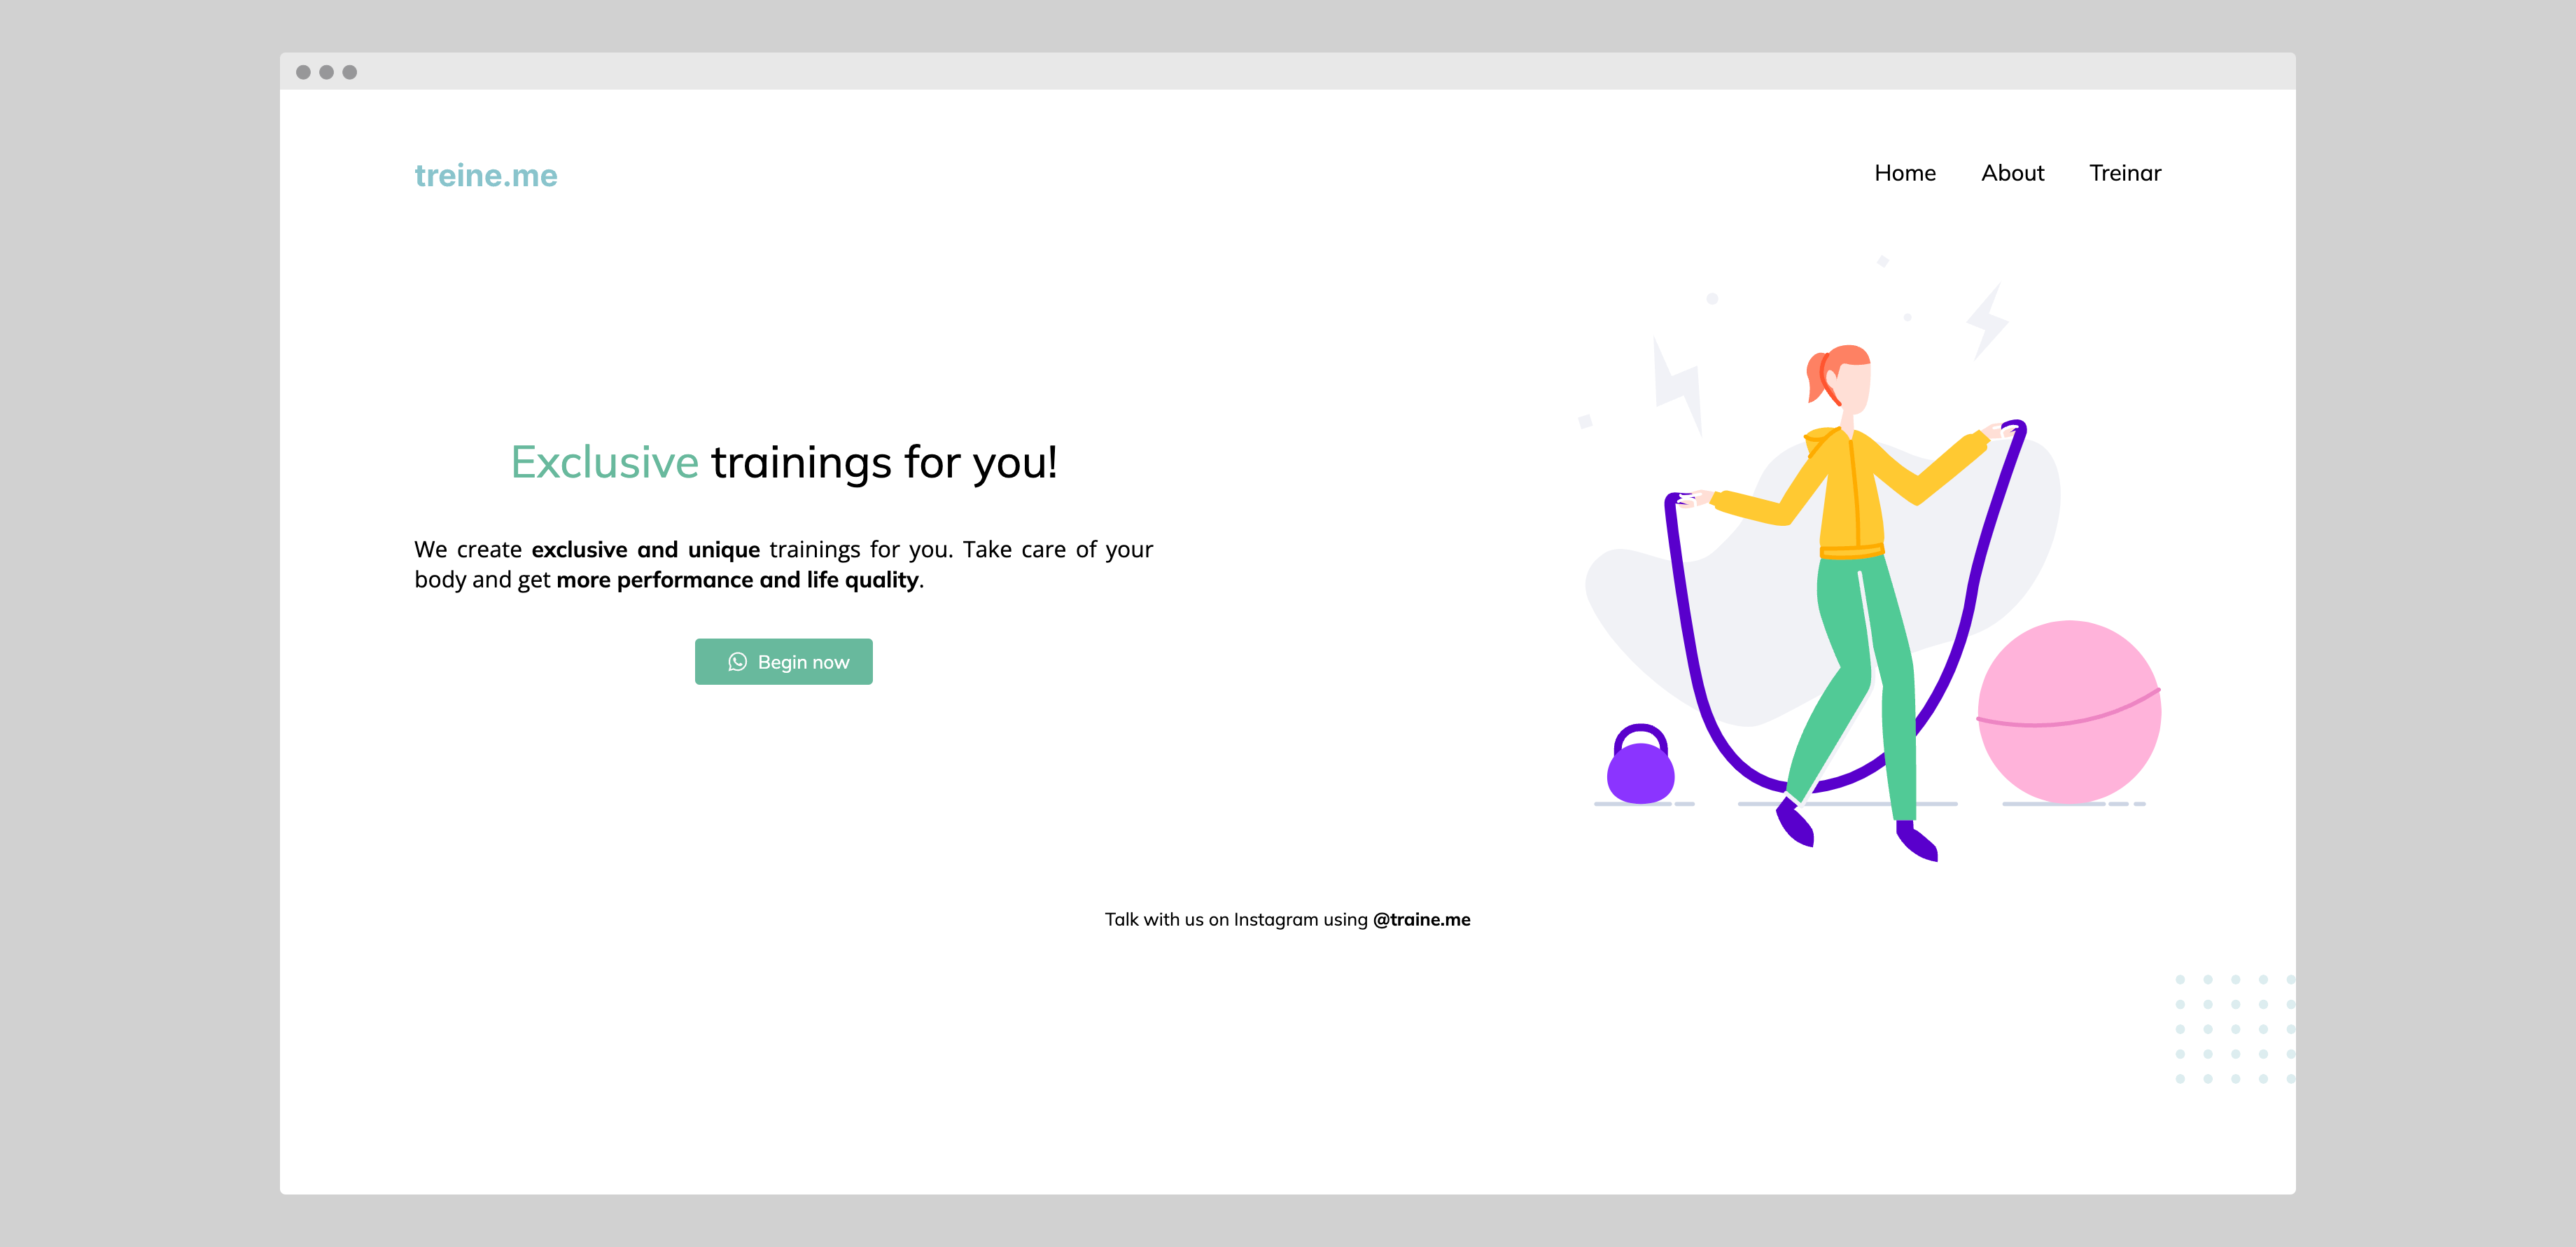 treine.me
Home About Treinar
Exclusive trainings for you!
We create exclusive and unique trainings for you. Take care of your
body and get more performance and life quality.
Begin now
Talk with us on Instagram using @traine.me